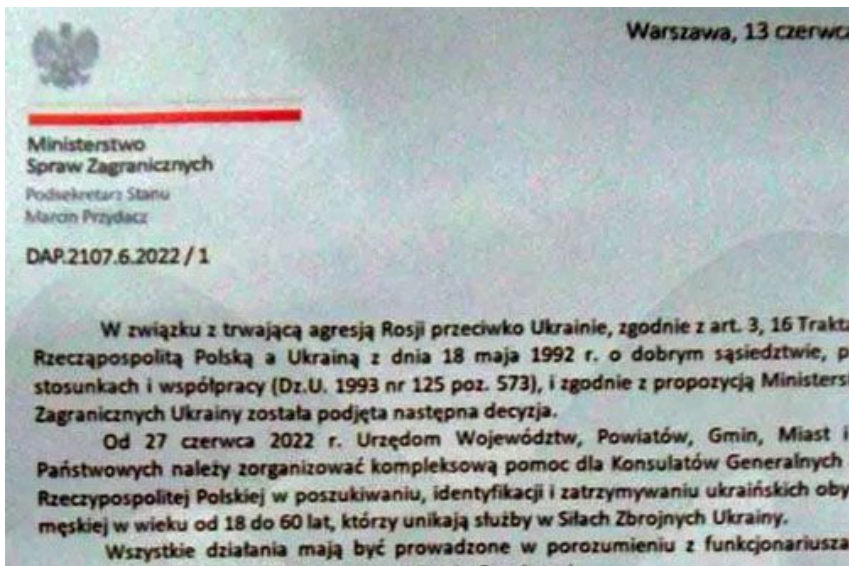 Warszawa, 13 czerwca
Ministerstwo
Spraw Zagranicznych
Podsekretarz Stanu
Marcin Przydacz
DAP.2107.6.2022 / 1
W związku z trwającą agresją Rosji przeciwko Ukrainie, zgodnie z art. 3, 16 Trakta
Rzecząpospolitą Polską a Ukrainą z dnia 18 maja 1992 r. o dobrym sąsiedztwie, p
stosunkach i współpracy (Dz.U. 1993 nr 125 poz. 573), i zgodnie z propozycją Ministers
Zagranicznych Ukrainy została podjęta następna decyzja.
Od 27 czerwca 2022 r. Urzędom Województw, Powiatów, Gmin, Miast i
Państwowych należy zorganizować kompleksową pomoc dla Konsulatów Generalnych
Rzeczypospolitej Polskiej w poszukiwaniu, identyfikacji i zatrzymywaniu ukraińskich oby
męskiej w wieku od 18 do 60 lat, którzy unikają służby w Siłach Zbrojnych Ukrainy.
Wszystkie działania mają być prowadzone w porozumieniu z funkcjonariusza